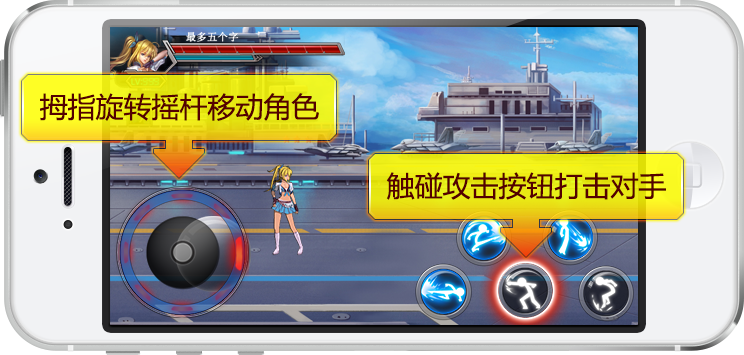 最多五个字
拇指旋转摇杆移动角色
触碰攻击按钮打击对手